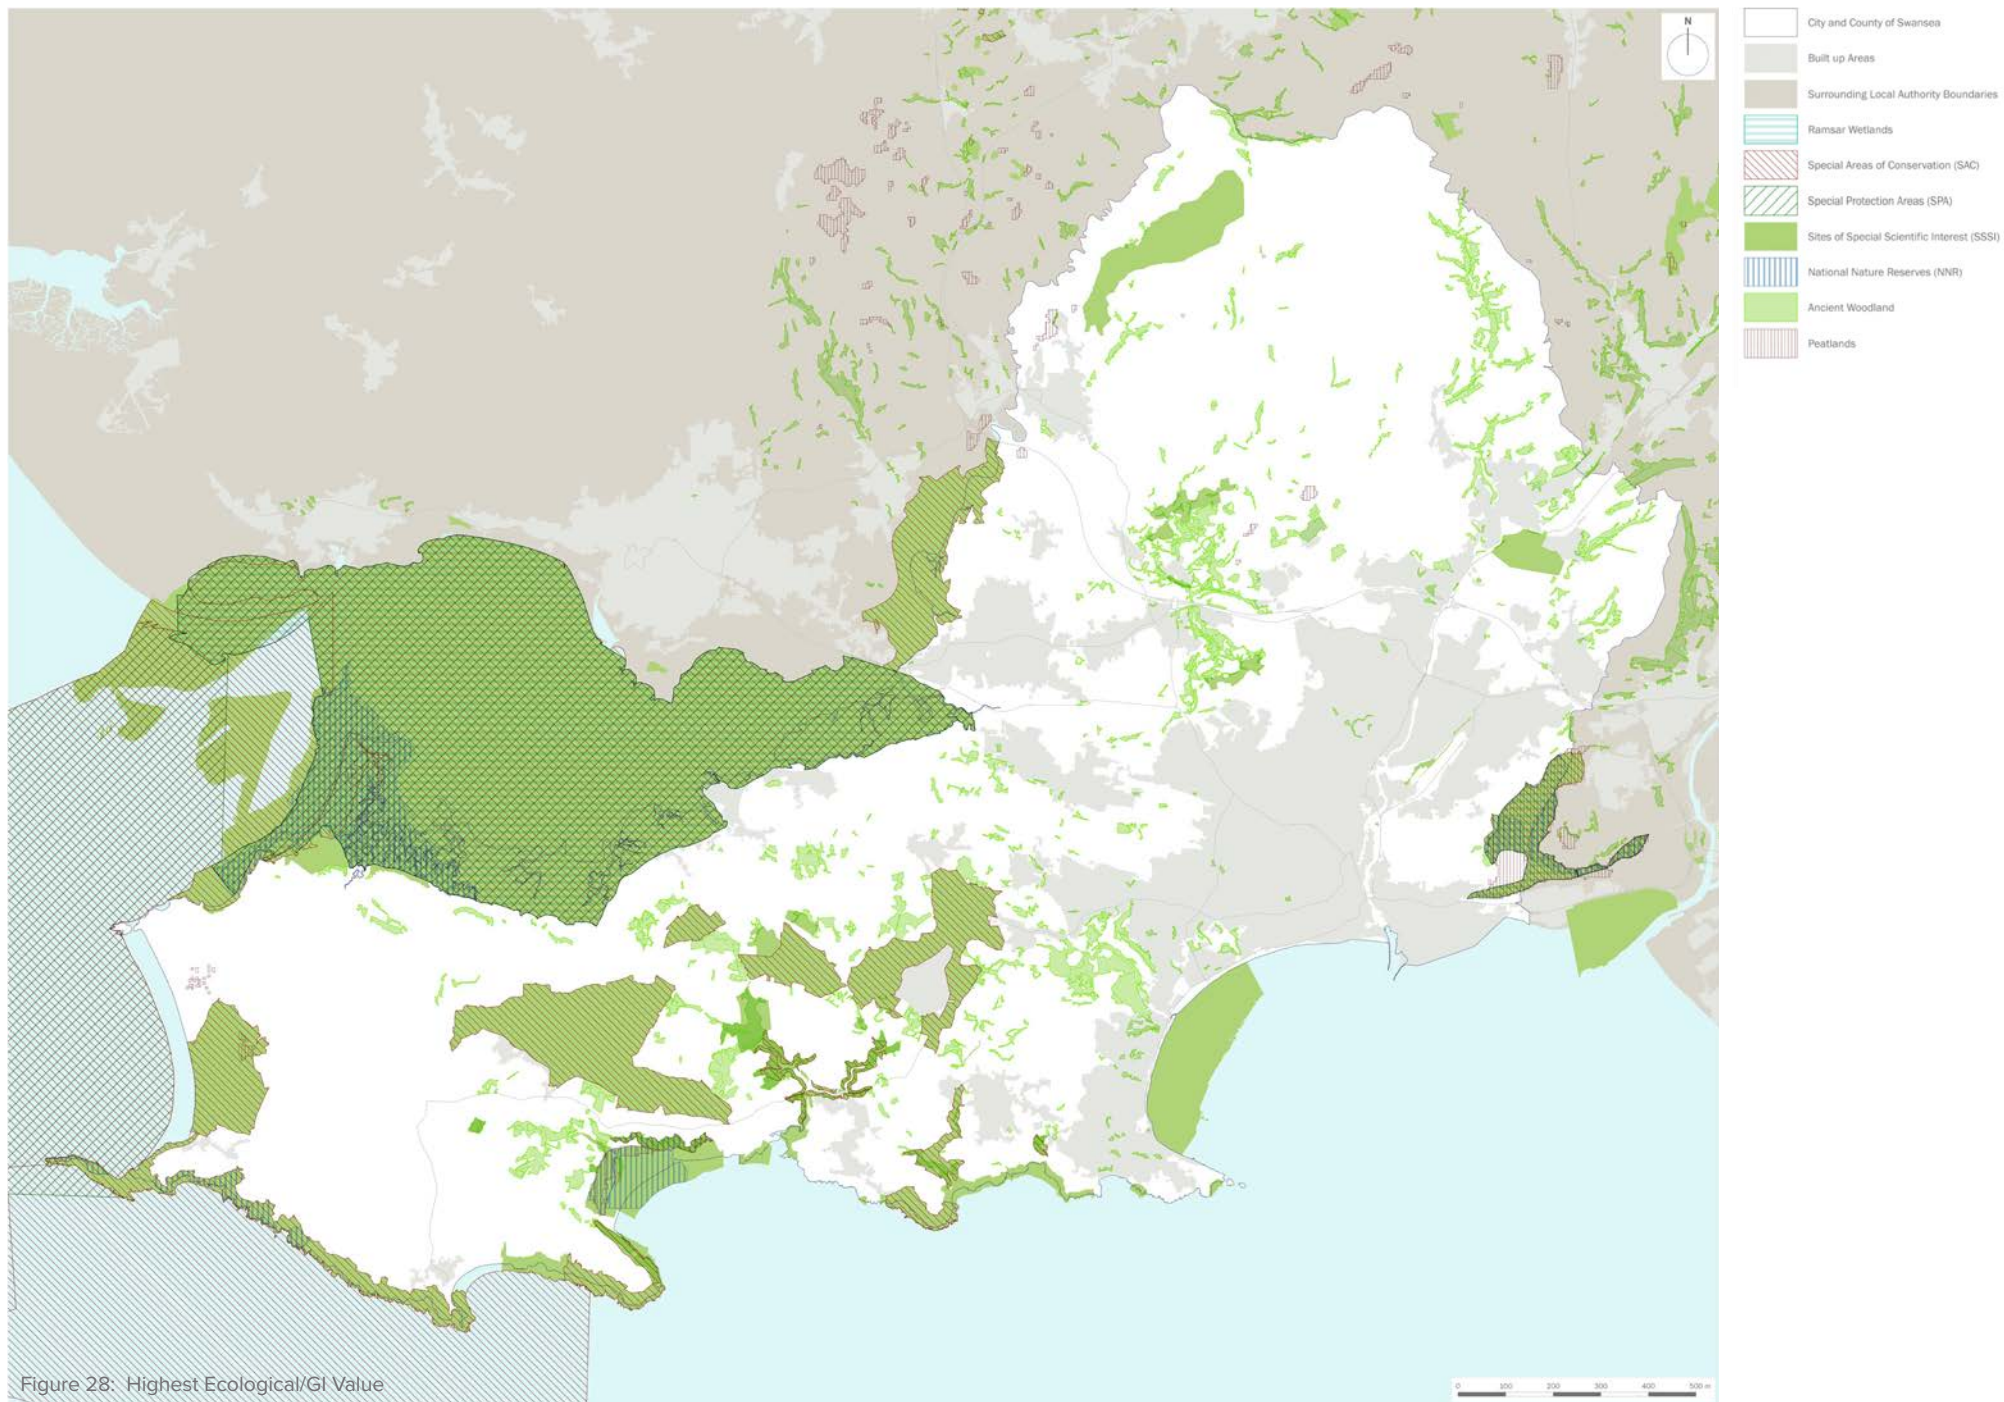 N
City and County of Swansea
Built up Areas
Surrounding Local Authority Boundaries
Ramsar Wetlands
Special Areas of Conservation (SAC)
Special Protection Areas (SPA)
Sites of Special Scientific Interest (SSSI)
National Nature Reserves (NNR)
Ancient Woodland
Peatlands
Figure 28: Highest Ecological/GI Value
0 100 200 300 400 500 m